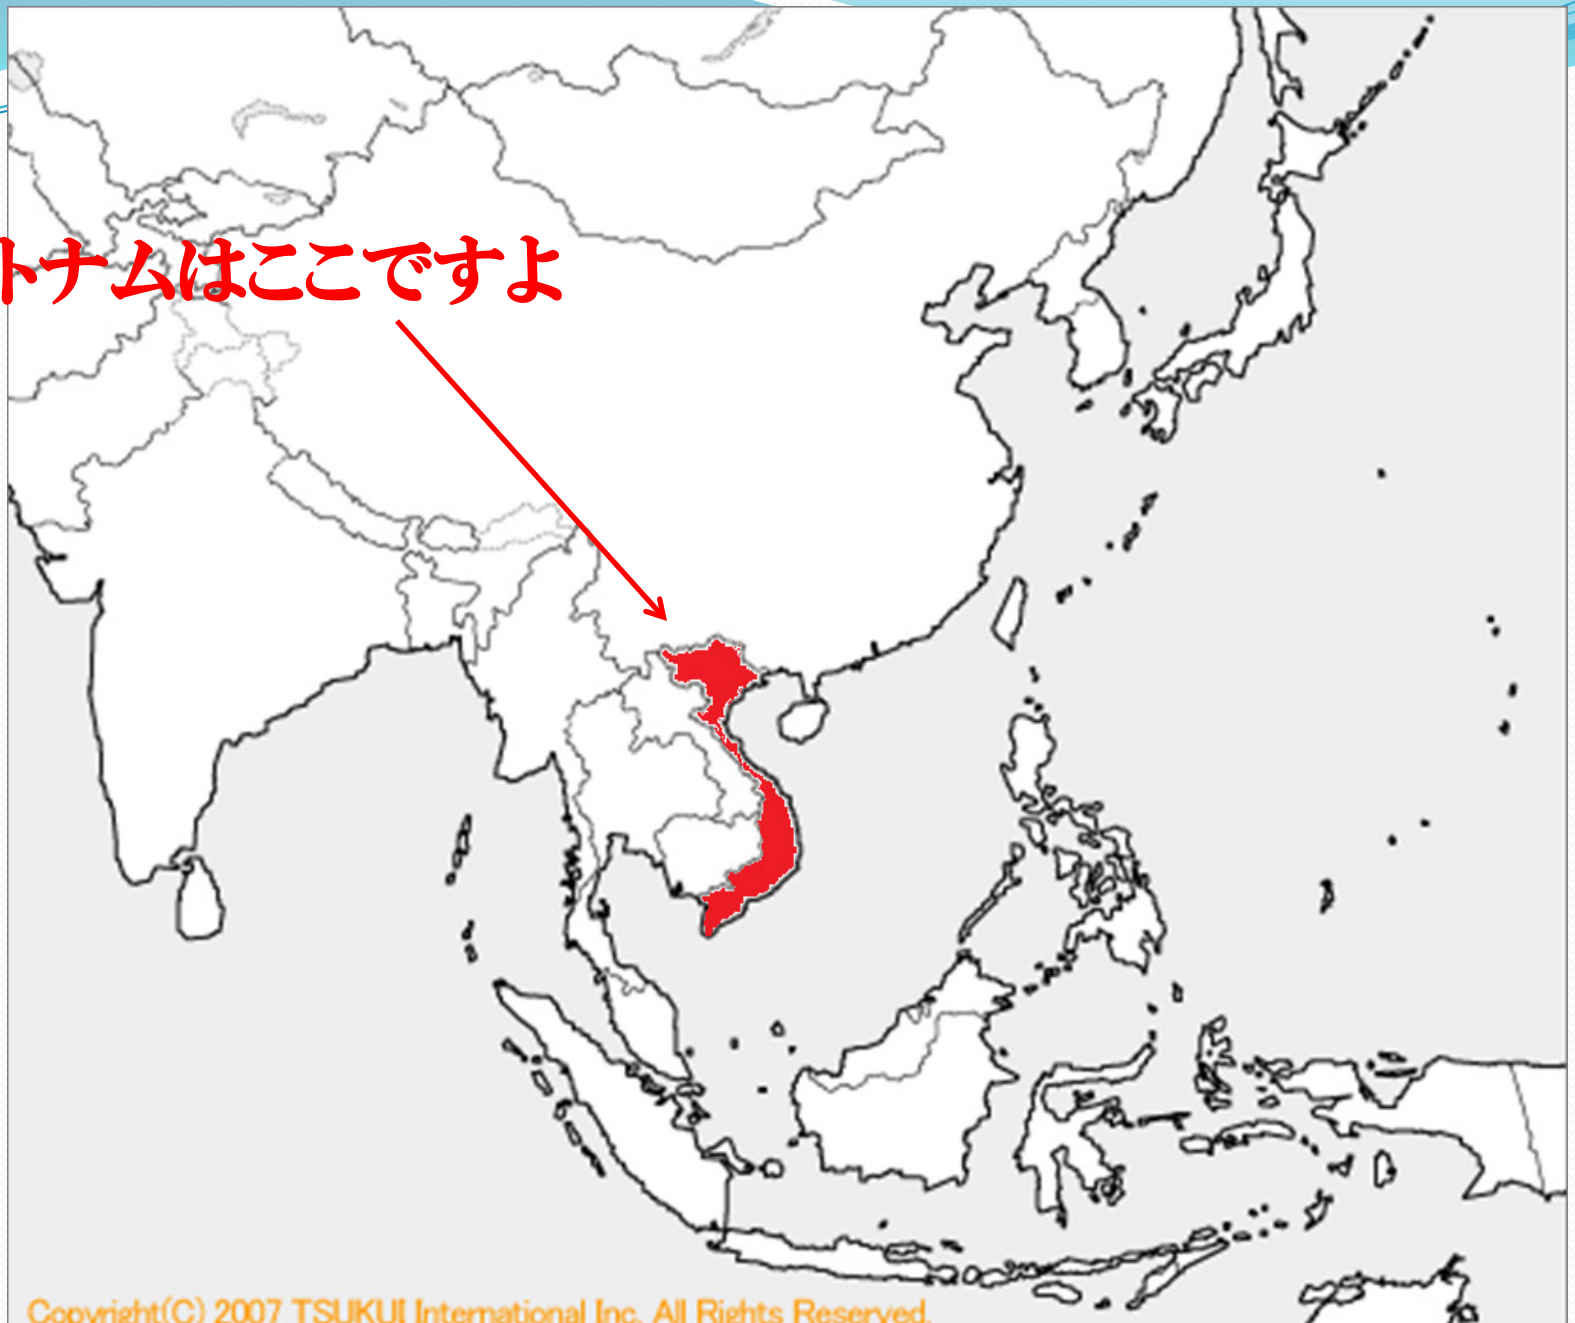 トナムはここですよ
Copyright(C) 2007 TSUKUI International Inc. All Rights Reserved.